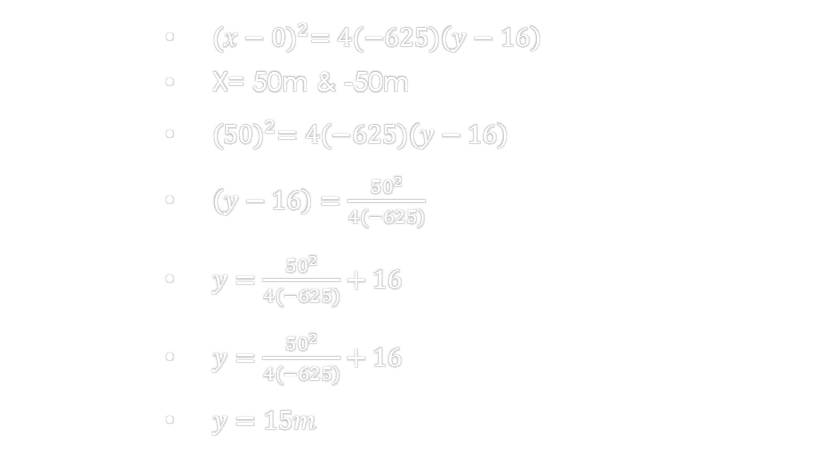 (x − 0)²= 4(−625)(y − 16)
X= 50m & -50m
(50)²= 4(−625)(y − 16)
(y − 16) = 50²/4(−625)
y = 50²/4(−625) + 16
y = 50²/4(−625) + 16
y = 15m